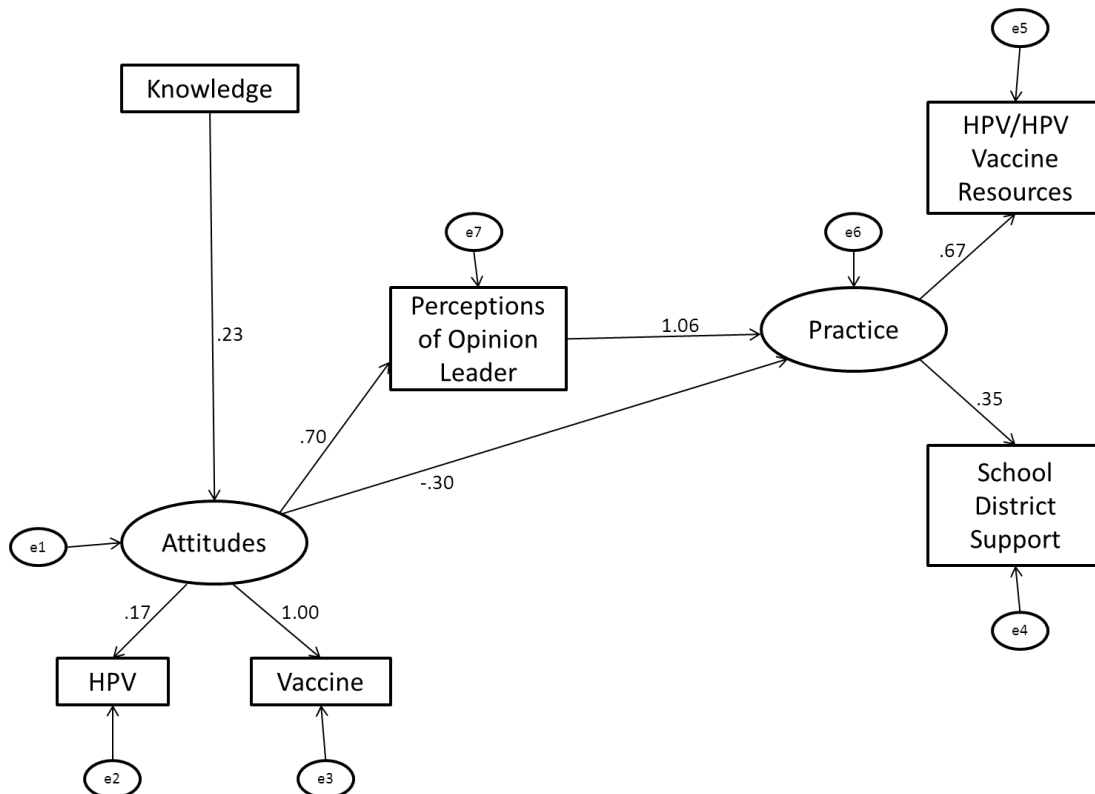 e5
Knowledge
HPV/HPV
Vaccine
Resources
e7
e6
.67
Perceptions
of Opinion
Leader
1.06
Practice
.23
.35
.70
-.30
School
District
Support
e1
Attitudes
.17
1.00
e4
HPV
Vaccine
e2
e3